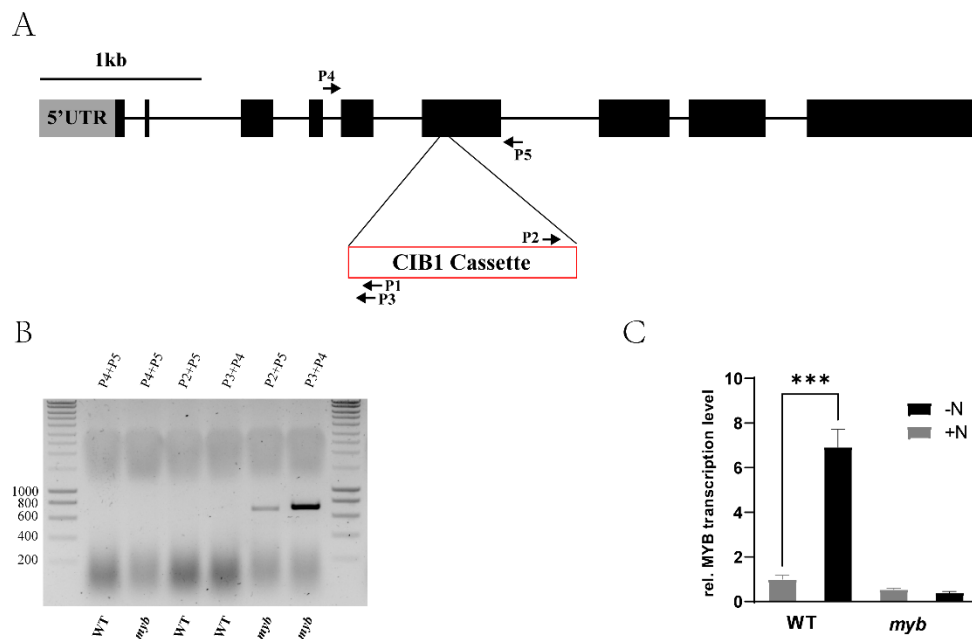 A
1kb
P4
5'UTR
P5
P2
CIB1 Cassette
P1
P3
B
P4+P5
P4+P5
P2+P5
P3+P4
P2+P5
P3+P4
1000
800
600
400
200
WT
myb
WT
WT
myb
myb
C
rel. MYB transcription level
10
8
6
4
2
0
***
-N
+N
WT
myb